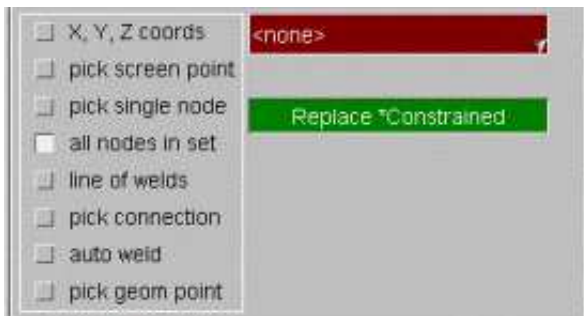 X, Y, Z coords
pick screen point
pick single node
all nodes in set
line of welds
pick connection
auto weld
pick geom point
<none>
Replace *Constrained